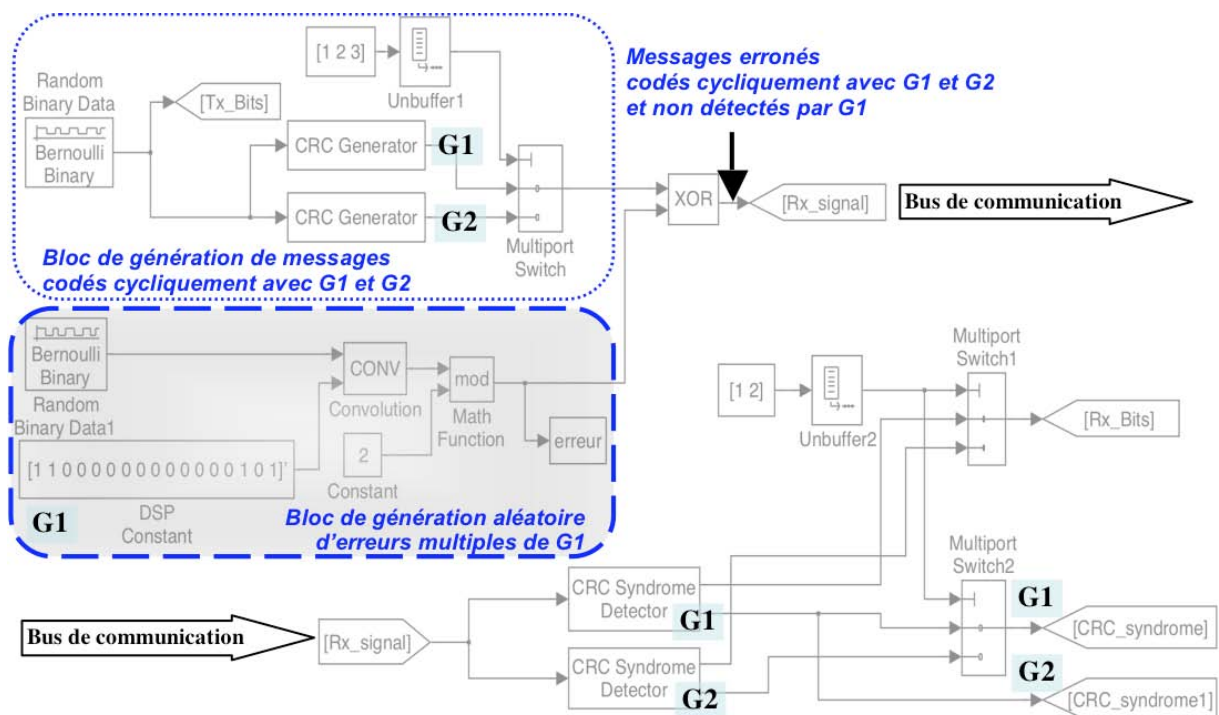 [1 2 3]
Unbuffer1
Messages erronés
codés cycliquement avec G1 et G2
et non détectés par G1
Random
Binary Data
[Tx_Bits]
Bernoulli
Binary
CRC Generator
G1
CRC Generator
G2
Multiport
Switch
XOR
[Rx_signal]
Bus de communication
Bloc de génération de messages
codés cycliquement avec G1 et G2
Bernoulli
Binary
Random
Binary Data1
CONV
Convolution
mod
Math
Function
2
Constant
erreur
[1 1 0 0 0 0 0 0 0 0 0 0 0 0 1 0 1]'
G1
DSP
Constant
Bloc de génération aléatoire
d'erreurs multiples de G1
[1 2]
Unbuffer2
Multiport
Switch1
[Rx_Bits]
Bus de communication
[Rx_signal]
CRC Syndrome
Detector
G1
CRC Syndrome
Detector
G2
Multiport
Switch2
G1
[CRC_syndrome]
G2
[CRC_syndrome1]